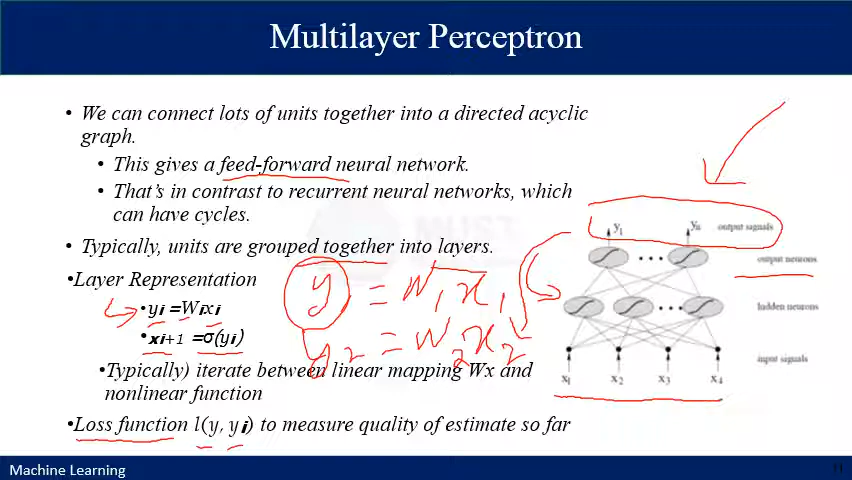 Multilayer Perceptron
• We can connect lots of units together into a directed acyclic
graph.
• This gives a feed-forward neural network.
• That's in contrast to recurrent neural networks, which
can have cycles.
• Typically, units are grouped together into layers.
•Layer Representation
•yi =Wixi
•xi+1 =σ(yi)
•Typically) iterate between linear mapping Wx and
nonlinear function
•Loss function l(y, yi) to measure quality of estimate so far
y = W1 x1
y2 = W2 x2
y1 yn output signals
output neurons
hidden neurons
input signals
x1 x2 x3 x4
Machine Learning